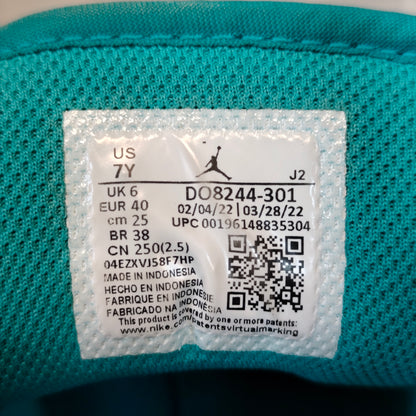 US
7Y
J2
UK 6
EUR 40
cm 25
BR 38
CN 250(2.5)
DO8244-301
02/04/22 | 03/28/22
UPC 00196148835304
04EZXVJ58F7HP
MADE IN INDONESIA
HECHO EN INDONESIA
FABRIQUE EN INDONESIE
FABRICADO NA INDONÉSIA
This product is covered by one or more patents:
www.nike.com/patentsvirtualmarking